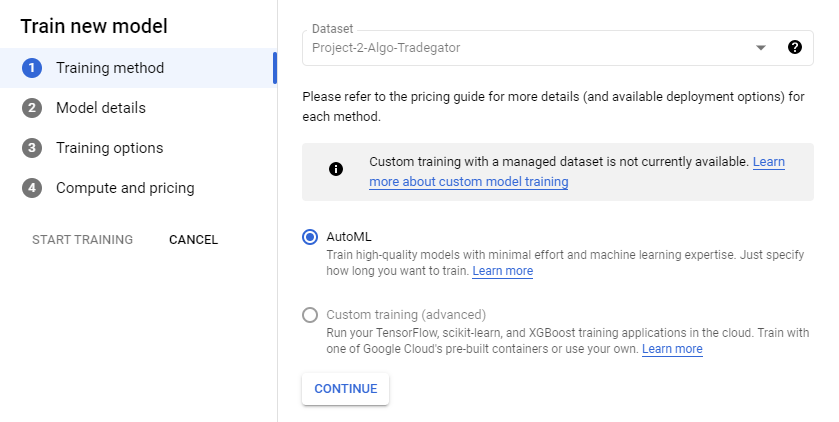 Train new model
1 Training method
2 Model details
3 Training options
4 Compute and pricing
START TRAINING CANCEL
Dataset
Project-2-Algo-Tradegator
?
Please refer to the pricing guide for more details (and available deployment options) for
each method.
Custom training with a managed dataset is not currently available. Learn
more about custom model training
AutoML
Train high-quality models with minimal effort and machine learning expertise. Just specify
how long you want to train. Learn more
Custom training (advanced)
Run your TensorFlow, scikit-learn, and XGBoost training applications in the cloud. Train with
one of Google Cloud's pre-built containers or use your own. Learn more
CONTINUE